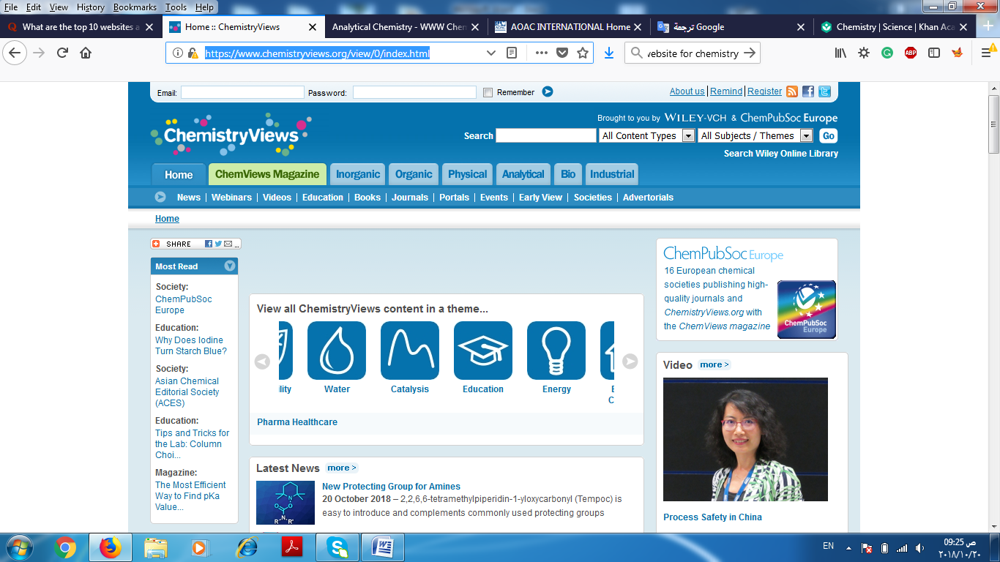 File Edit View History Bookmarks Tools Help
What are the top 10 websites a
Home :: ChemistryViews
Analytical Chemistry - WWW Chem
AOAC INTERNATIONAL Home
ترجمة Google
Chemistry | Science | Khan Aca
https://www.chemistryviews.org/view/0/index.html
website for chemistry
ABP
Email: Password: Remember
About us | Remind | Register
Brought to you by WILEY-VCH & ChemPubSoc Europe
ChemistryViews
Search All Content Types All Subjects / Themes Go
Search Wiley Online Library
Home ChemViews Magazine Inorganic Organic Physical Analytical Bio Industrial
News | Webinars | Videos | Education | Books | Journals | Portals | Events | Early View | Societies | Advertorials
Home
SHARE ...
Most Read
Society:
ChemPubSoc
Europe
Education:
Why Does Iodine
Turn Starch Blue?
Society:
Asian Chemical
Editorial Society
(ACES)
Education:
Tips and Tricks for
the Lab: Column
Choi...
Magazine:
The Most Efficient
Way to Find pKa
Value...
View all ChemistryViews content in a theme...
lity Water Catalysis Education Energy E
C
Pharma Healthcare
Latest News more >
New Protecting Group for Amines
20 October 2018 – 2,2,6,6-tetramethylpiperidin-1-yloxycarbonyl (Tempoc) is
easy to introduce and complements commonly used protecting groups
ChemPubSoc Europe
16 European chemical
societies publishing high-
quality journals and
ChemistryViews.org with
the ChemViews magazine
ChemPubSoc
Europe
Video more >
Process Safety in China
EN
09:25 ص
٢٠١٨/١٠/٢٠